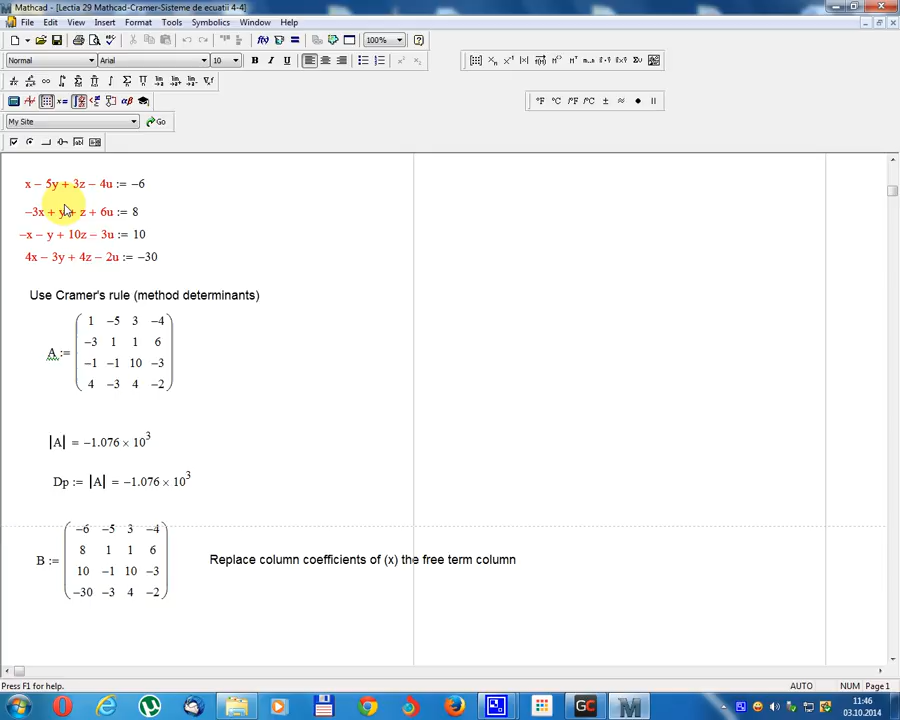 Mathcad - [Lectia 29 Mathcad-Cramer-Sisteme de ecuatii 4-4]
File Edit View Insert Format Tools Symbolics Window Help
100%
Normal Arial 10 B I U
My Site Go
x − 5y + 3z − 4u := −6
−3x + y + z + 6u := 8
−x − y + 10z − 3u := 10
4x − 3y + 4z − 2u := −30
Use Cramer's rule (method determinants)
A :=
1 −5 3 −4
−3 1 1 6
−1 −1 10 −3
4 −3 4 −2
|A| = −1.076 × 10³
Dp := |A| = −1.076 × 10³
B :=
−6 −5 3 −4
8 1 1 6
10 −1 10 −3
−30 −3 4 −2
Replace column coefficients of (x) the free term column
Press F1 for help. AUTO NUM Page 1
11:46
03.10.2014